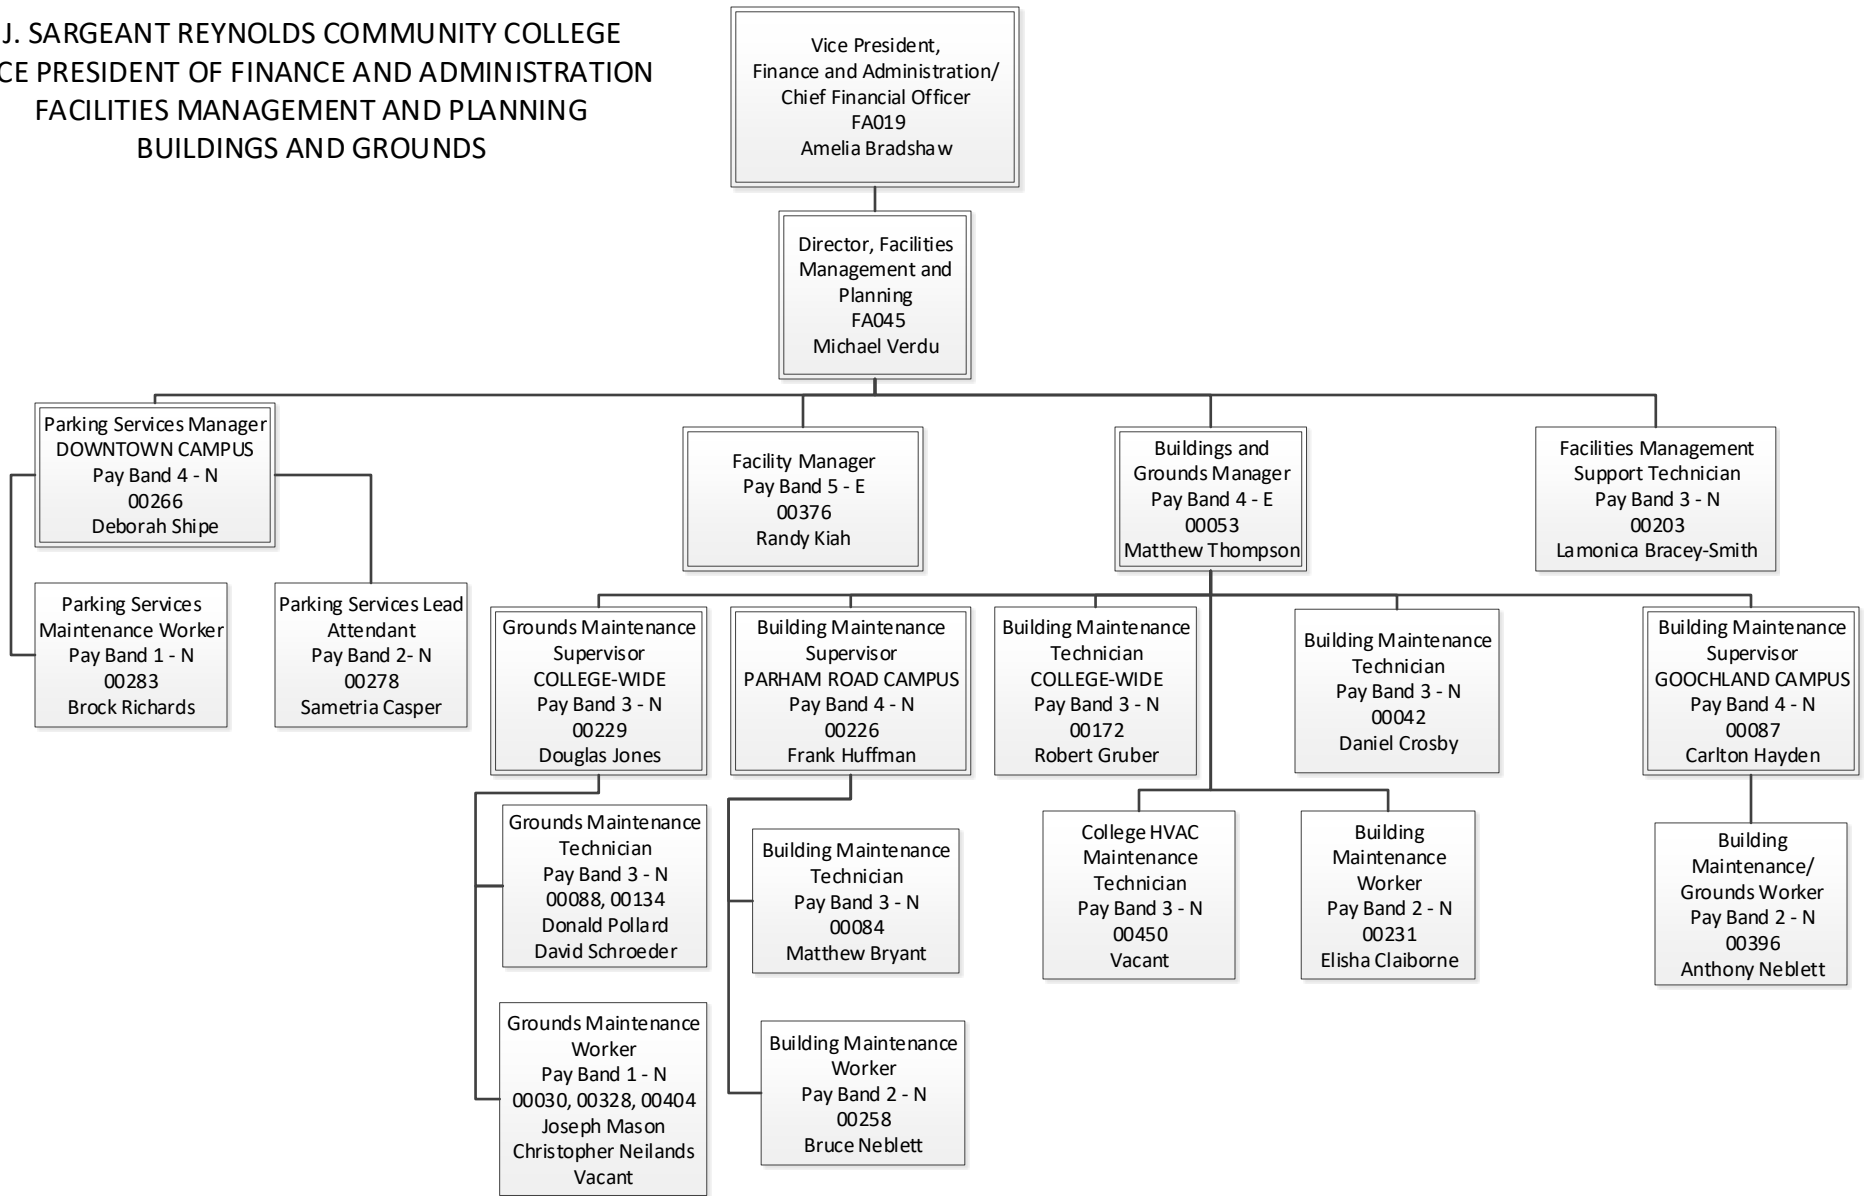 J. SARGEANT REYNOLDS COMMUNITY COLLEGE
CE PRESIDENT OF FINANCE AND ADMINISTRATION
FACILITIES MANAGEMENT AND PLANNING
BUILDINGS AND GROUNDS
Vice President,
Finance and Administration/
Chief Financial Officer
FA019
Amelia Bradshaw
Director, Facilities
Management and
Planning
FA045
Michael Verdu
Parking Services Manager
DOWNTOWN CAMPUS
Pay Band 4 - N
00266
Deborah Shipe
Facility Manager
Pay Band 5 - E
00376
Randy Kiah
Buildings and
Grounds Manager
Pay Band 4 - E
00053
Matthew Thompson
Facilities Management
Support Technician
Pay Band 3 - N
00203
Lamonica Bracey-Smith
Parking Services
Maintenance Worker
Pay Band 1 - N
00283
Brock Richards
Parking Services Lead
Attendant
Pay Band 2- N
00278
Sametria Casper
Grounds Maintenance
Supervisor
COLLEGE-WIDE
Pay Band 3 - N
00229
Douglas Jones
Building Maintenance
Supervisor
PARHAM ROAD CAMPUS
Pay Band 4 - N
00226
Frank Huffman
Building Maintenance
Technician
COLLEGE-WIDE
Pay Band 3 - N
00172
Robert Gruber
Building Maintenance
Technician
Pay Band 3 - N
00042
Daniel Crosby
Building Maintenance
Supervisor
GOOCHLAND CAMPUS
Pay Band 4 - N
00087
Carlton Hayden
Grounds Maintenance
Technician
Pay Band 3 - N
00088, 00134
Donald Pollard
David Schroeder
Building Maintenance
Technician
Pay Band 3 - N
00084
Matthew Bryant
College HVAC
Maintenance
Technician
Pay Band 3 - N
00450
Vacant
Building
Maintenance
Worker
Pay Band 2 - N
00231
Elisha Claiborne
Building
Maintenance/
Grounds Worker
Pay Band 2 - N
00396
Anthony Neblett
Grounds Maintenance
Worker
Pay Band 1 - N
00030, 00328, 00404
Joseph Mason
Christopher Neilands
Vacant
Building Maintenance
Worker
Pay Band 2 - N
00258
Bruce Neblett